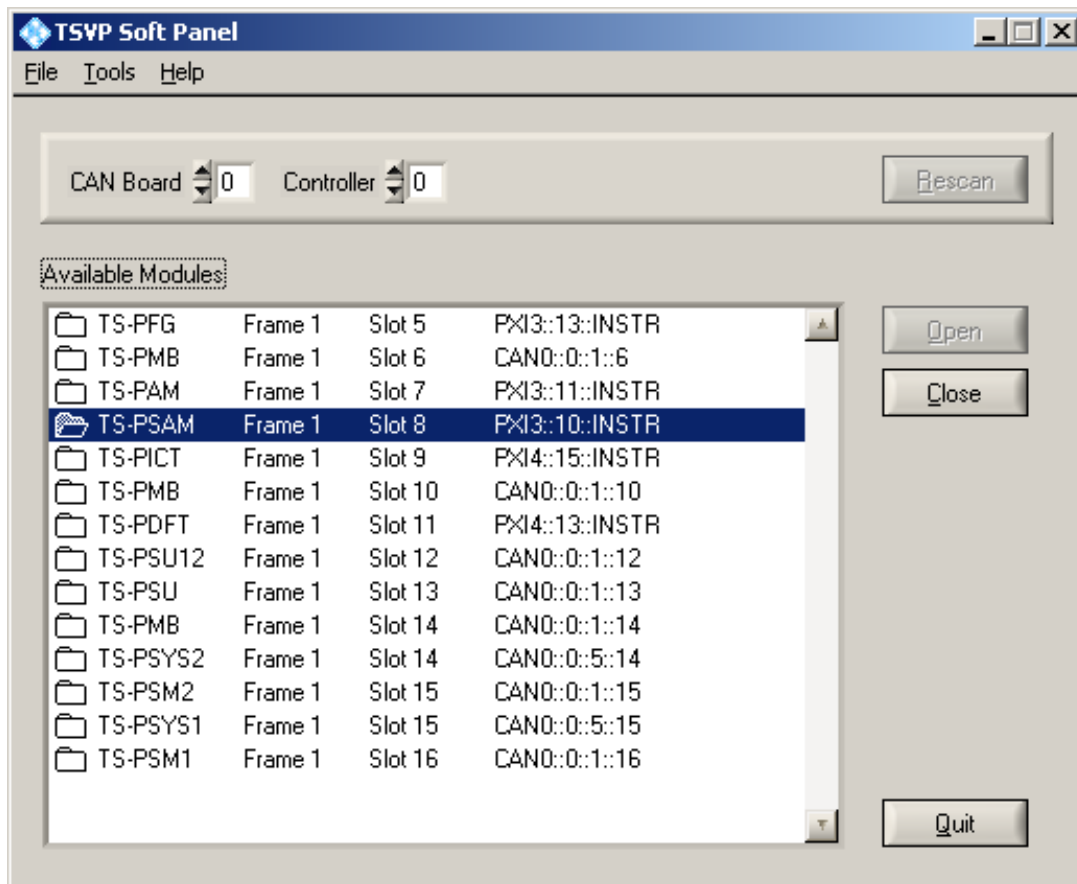 TSVP Soft Panel
File Tools Help
CAN Board 0 Controller 0 Rescan
Available Modules
TS-PFG Frame 1 Slot 5 PXI3::13::INSTR
TS-PMB Frame 1 Slot 6 CAN0::0::1::6
TS-PAM Frame 1 Slot 7 PXI3::11::INSTR
TS-PSAM Frame 1 Slot 8 PXI3::10::INSTR
TS-PICT Frame 1 Slot 9 PXI4::15::INSTR
TS-PMB Frame 1 Slot 10 CAN0::0::1::10
TS-PDFT Frame 1 Slot 11 PXI4::13::INSTR
TS-PSU12 Frame 1 Slot 12 CAN0::0::1::12
TS-PSU Frame 1 Slot 13 CAN0::0::1::13
TS-PMB Frame 1 Slot 14 CAN0::0::1::14
TS-PSYS2 Frame 1 Slot 14 CAN0::0::5::14
TS-PSM2 Frame 1 Slot 15 CAN0::0::1::15
TS-PSYS1 Frame 1 Slot 15 CAN0::0::5::15
TS-PSM1 Frame 1 Slot 16 CAN0::0::1::16
Open
Close
Quit